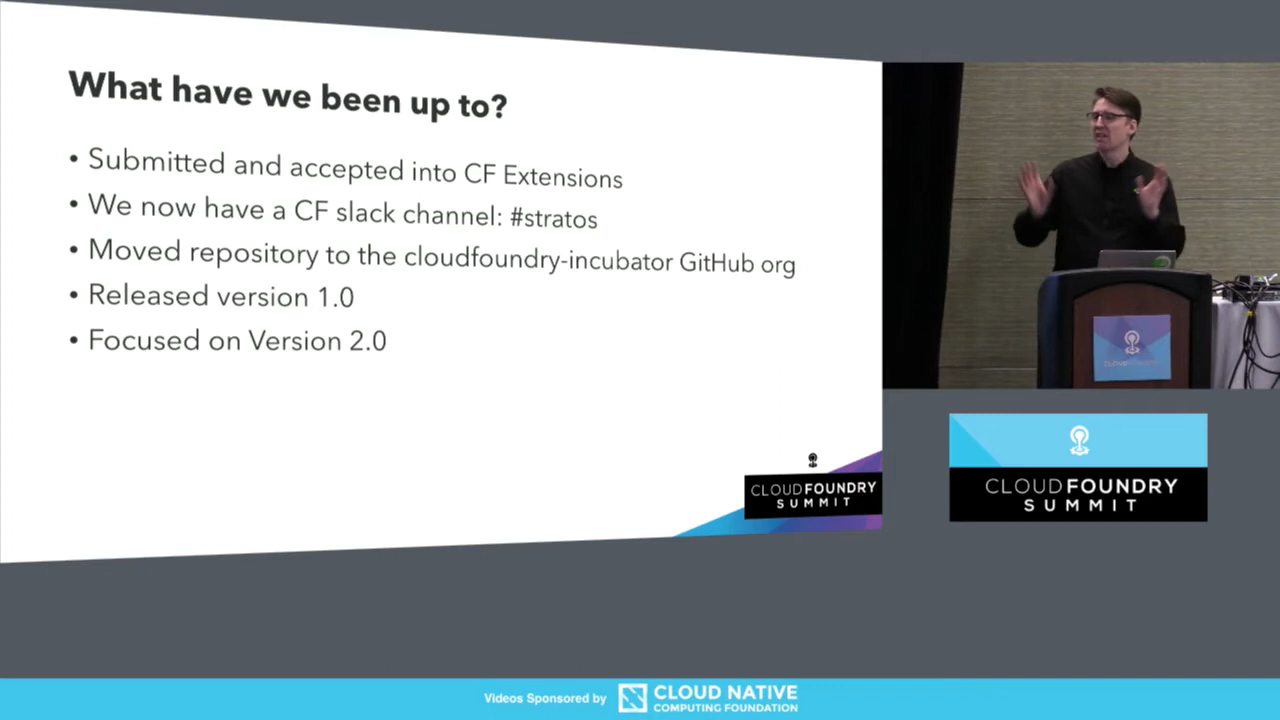 What have we been up to?
• Submitted and accepted into CF Extensions
• We now have a CF slack channel: #stratos
• Moved repository to the cloudfoundry-incubator GitHub org
• Released version 1.0
• Focused on Version 2.0
CLOUDFOUNDRY
SUMMIT
CLOUDFOUNDRY
SUMMIT
Videos Sponsored by
CLOUD NATIVE
COMPUTING FOUNDATION